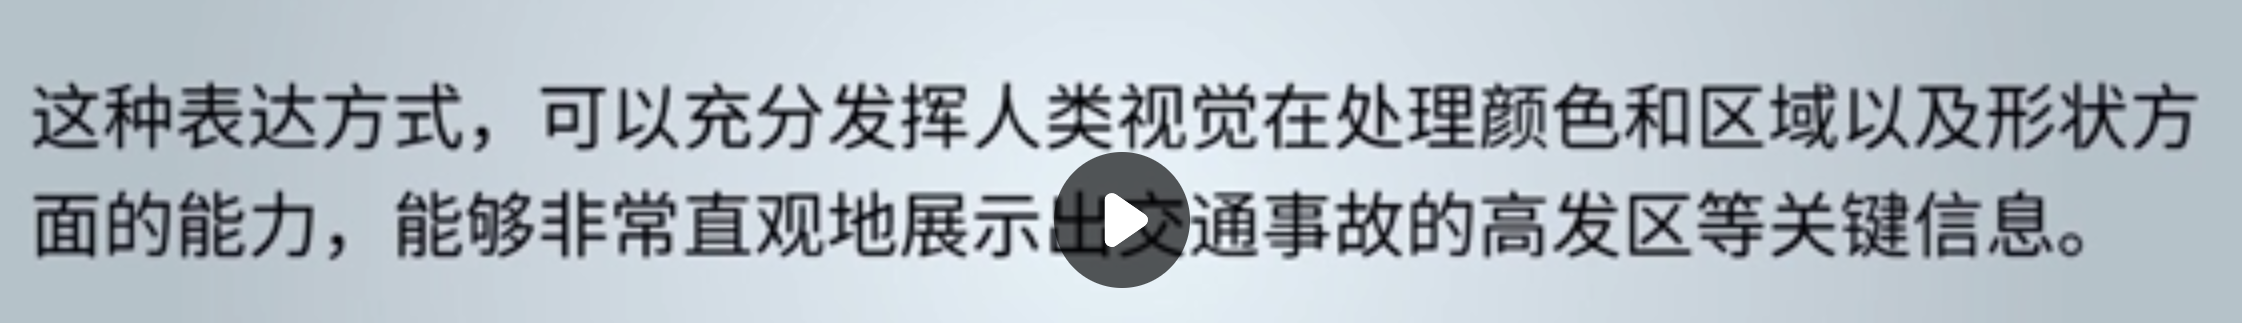 这种表达方式，可以充分发挥人类视觉在处理颜色和区域以及形状方
面的能力，能够非常直观地展示出交通事故的高发区等关键信息。